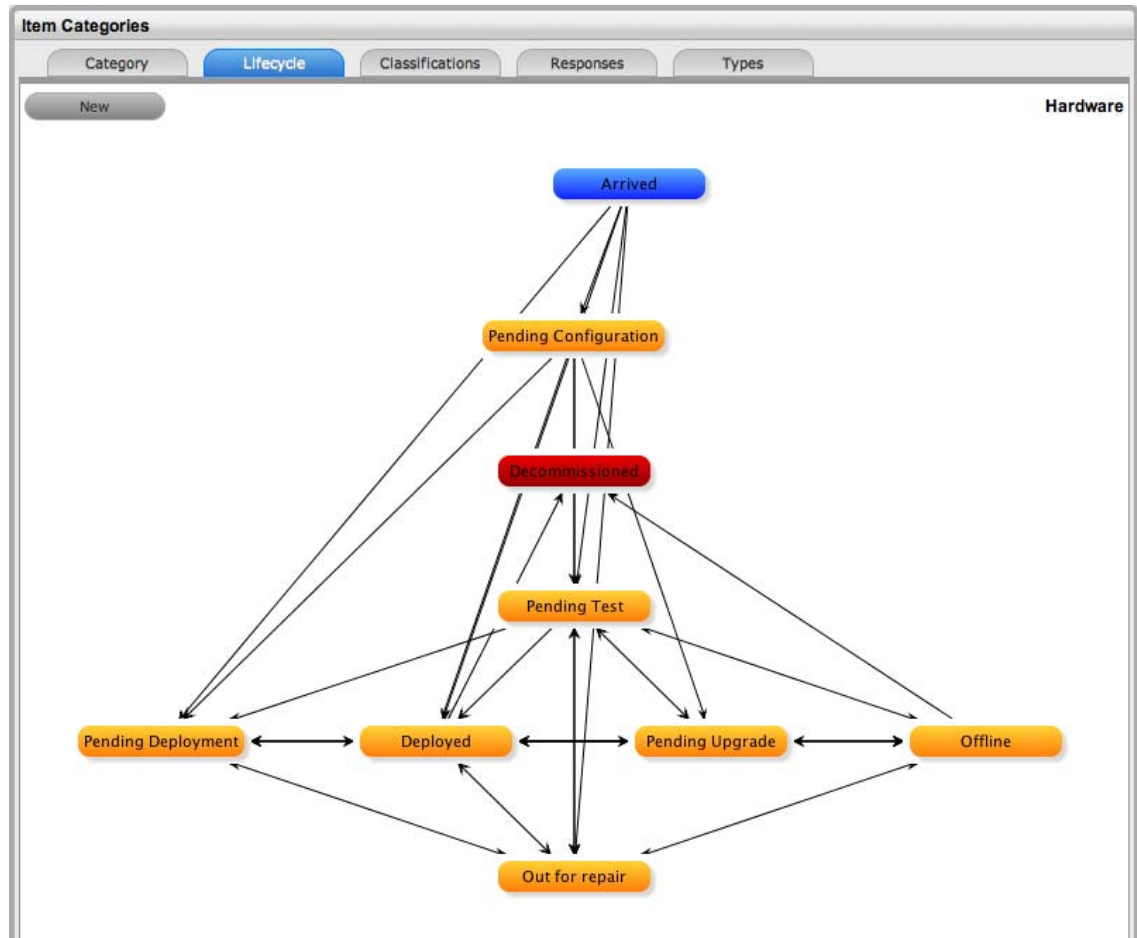 Item Categories
Category Lifecycle Classifications Responses Types
New Hardware
Arrived
Pending Configuration
Decommissioned
Pending Test
Pending Deployment Deployed Pending Upgrade Offline
Out for repair